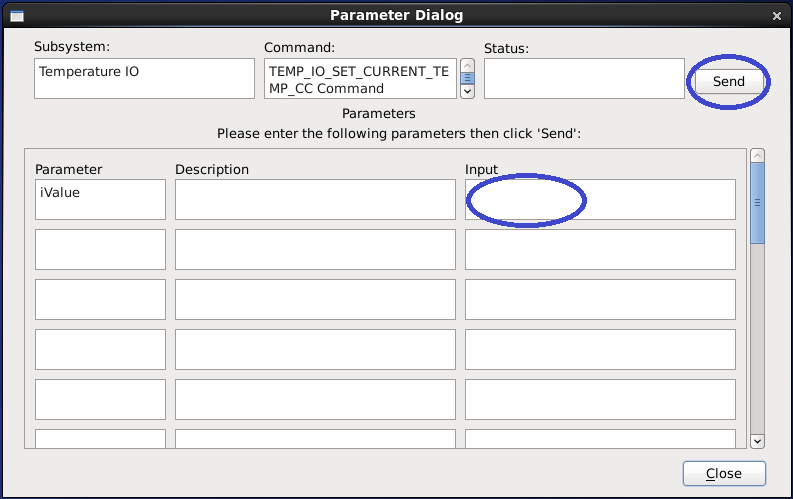 Parameter Dialog
Subsystem:
Command:
Status:
Temperature IO
TEMP_IO_SET_CURRENT_TE
MP_CC Command
Send
Parameters
Please enter the following parameters then click 'Send':
Parameter
Description
Input
iValue
Close